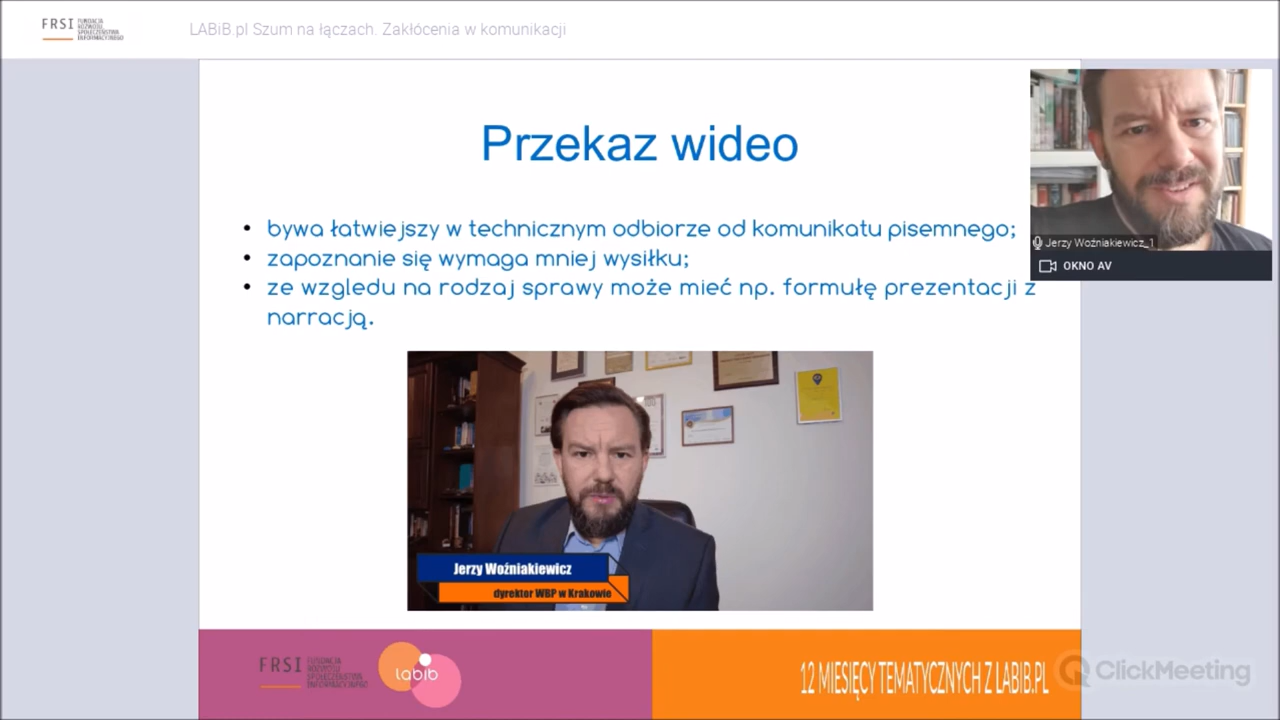 FRSI FUNDACJA
ROZWOJU
SPOŁECZEŃSTWA
INFORMACYJNEGO
LABiB.pl Szum na łączach. Zakłócenia w komunikacji
Przekaz wideo
• bywa łatwiejszy w technicznym odbiorze od komunikatu pisemnego;
• zapoznanie się wymaga mniej wysiłku;
• ze wzgledu na rodzaj sprawy może mieć np. formułę prezentacji z
narracją.
Jerzy Woźniakiewicz_1
OKNO AV
Jerzy Woźniakiewicz
dyrektor WBP w Krakowie
FRSI FUNDACJA
ROZWOJU
SPOŁECZEŃSTWA
INFORMACYJNEGO
labib
12 MIESIĘCY TEMATYCZNYCH Z LABIB.PL
ClickMeeting